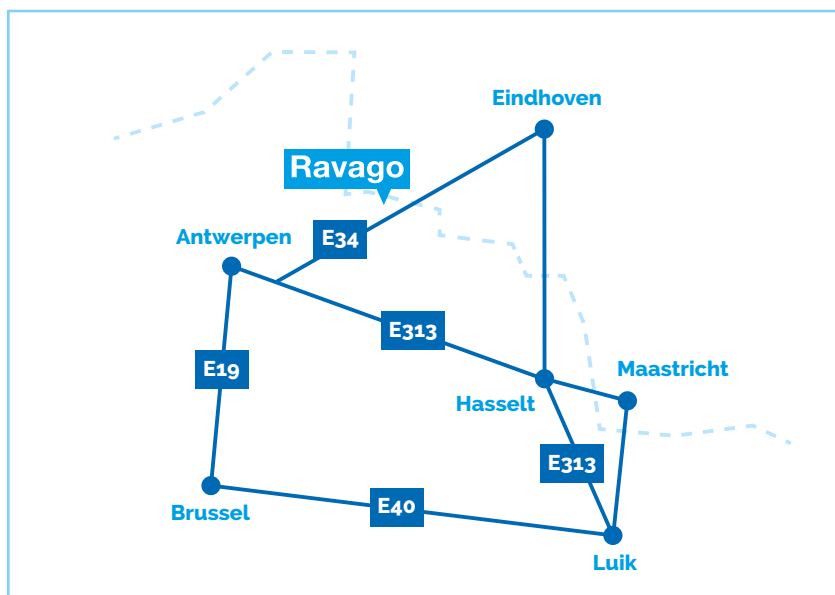 Eindhoven
Ravago
Antwerpen
E34
E313
E19
Maastricht
Hasselt
E313
Brussel
E40
Luik